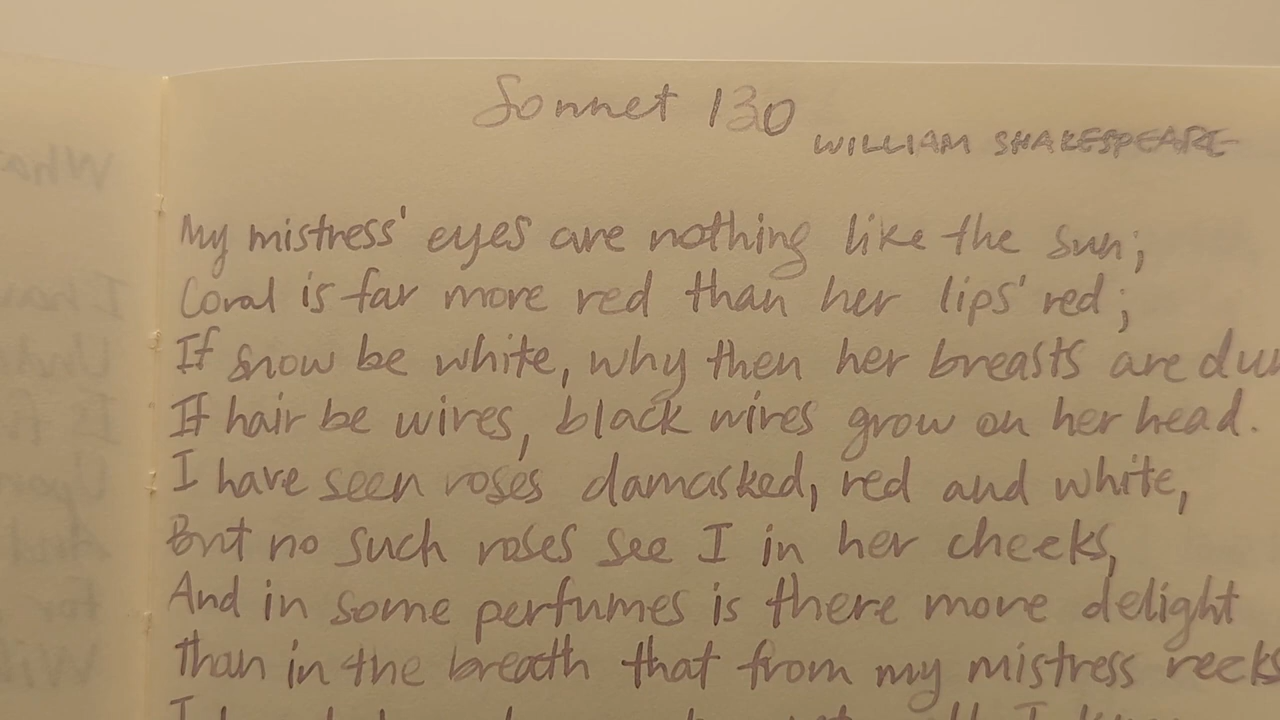 Sonnet 130
WILLIAM SHAKESPEARE
My mistress' eyes are nothing like the sun;
Coral is far more red than her lips' red;
If snow be white, why then her breasts are dun
If hair be wires, black wires grow on her head.
I have seen roses damasked, red and white,
But no such roses see I in her cheeks,
And in some perfumes is there more delight
than in the breath that from my mistress reeks